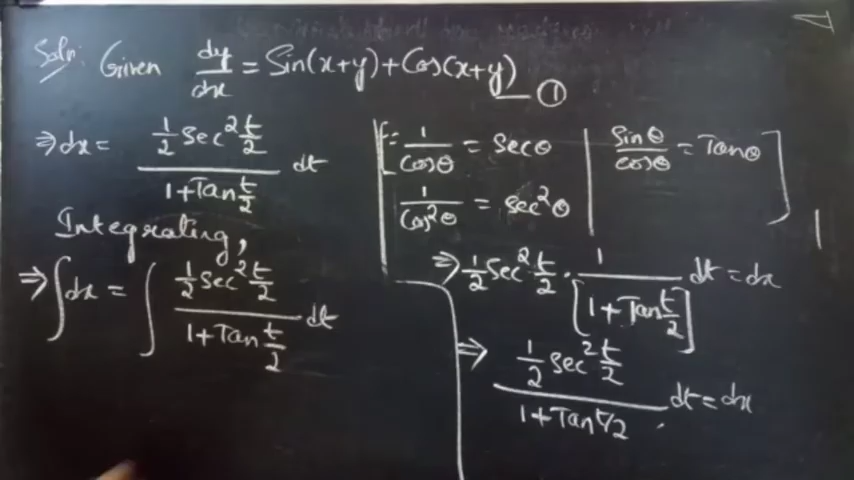 Soln: Given dy/dx = Sin(x+y)+Cos(x+y) — ①
⇒ dx = (½ Sec² t/2)/(1+Tan t/2) dt
Integrating,
⇒ ∫dx = ∫ (½ Sec² t/2)/(1+Tan t/2) dt
[∵ 1/Cosθ = Secθ | Sinθ/Cosθ = Tanθ]
1/Cos²θ = Sec²θ
⇒ ½ Sec² t/2 · 1/[1+Tan t/2] dt = dx
⇒ (½ Sec² t/2)/(1+Tan t/2) dt = dx